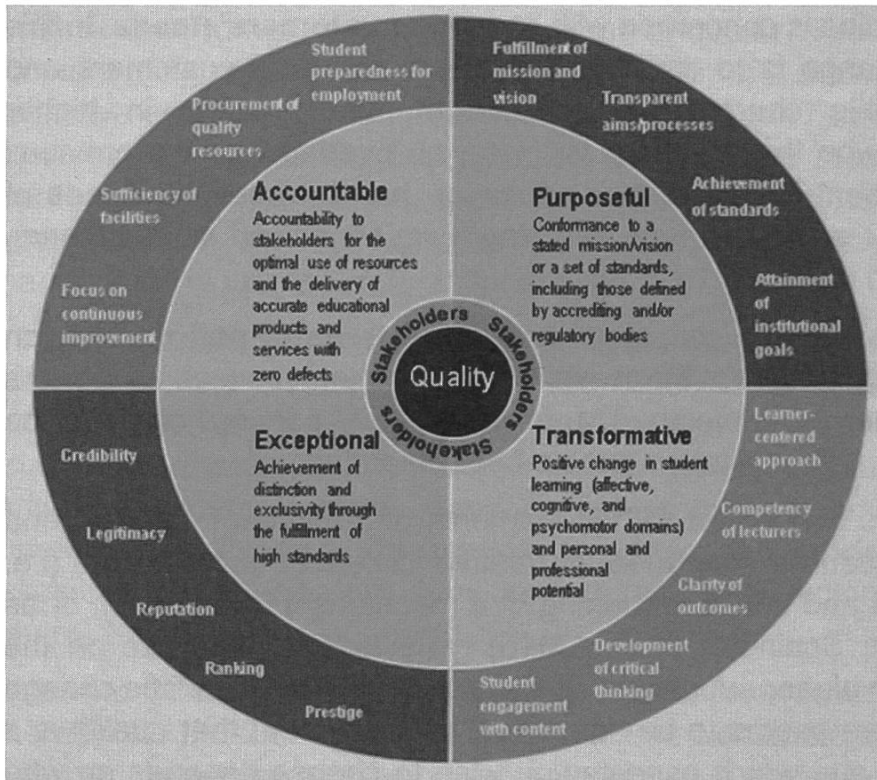 Student
preparedness for
employment
Procurement of
quality
resources
Sufficiency of
facilities
Focus on
continuous
improvement
Fulfillment of
mission and
vision
Transparent
aims/processes
Achievement
of standards
Attainment
of
institutional
goals
Accountable
Accountability to
stakeholders for the
optimal use of resources
and the delivery of
accurate educational
products and
services with
zero defects
Purposeful
Conformance to a
stated mission/vision
or a set of standards,
including those defined
by accrediting and/or
regulatory bodies
Stakeholders
Stakeholders
Stakeholders
Quality
Exceptional
Achievement of
distinction and
exclusivity through
the fulfillment of
high standards
Transformative
Positive change in student
learning (affective,
cognitive, and
psychomotor domains)
and personal and
professional
potential
Credibility
Legitimacy
Reputation
Ranking
Prestige
Learner-
centered
approach
Competency
of lecturers
Clarity of
outcomes
Development
of critical
thinking
Student
engagement
with content